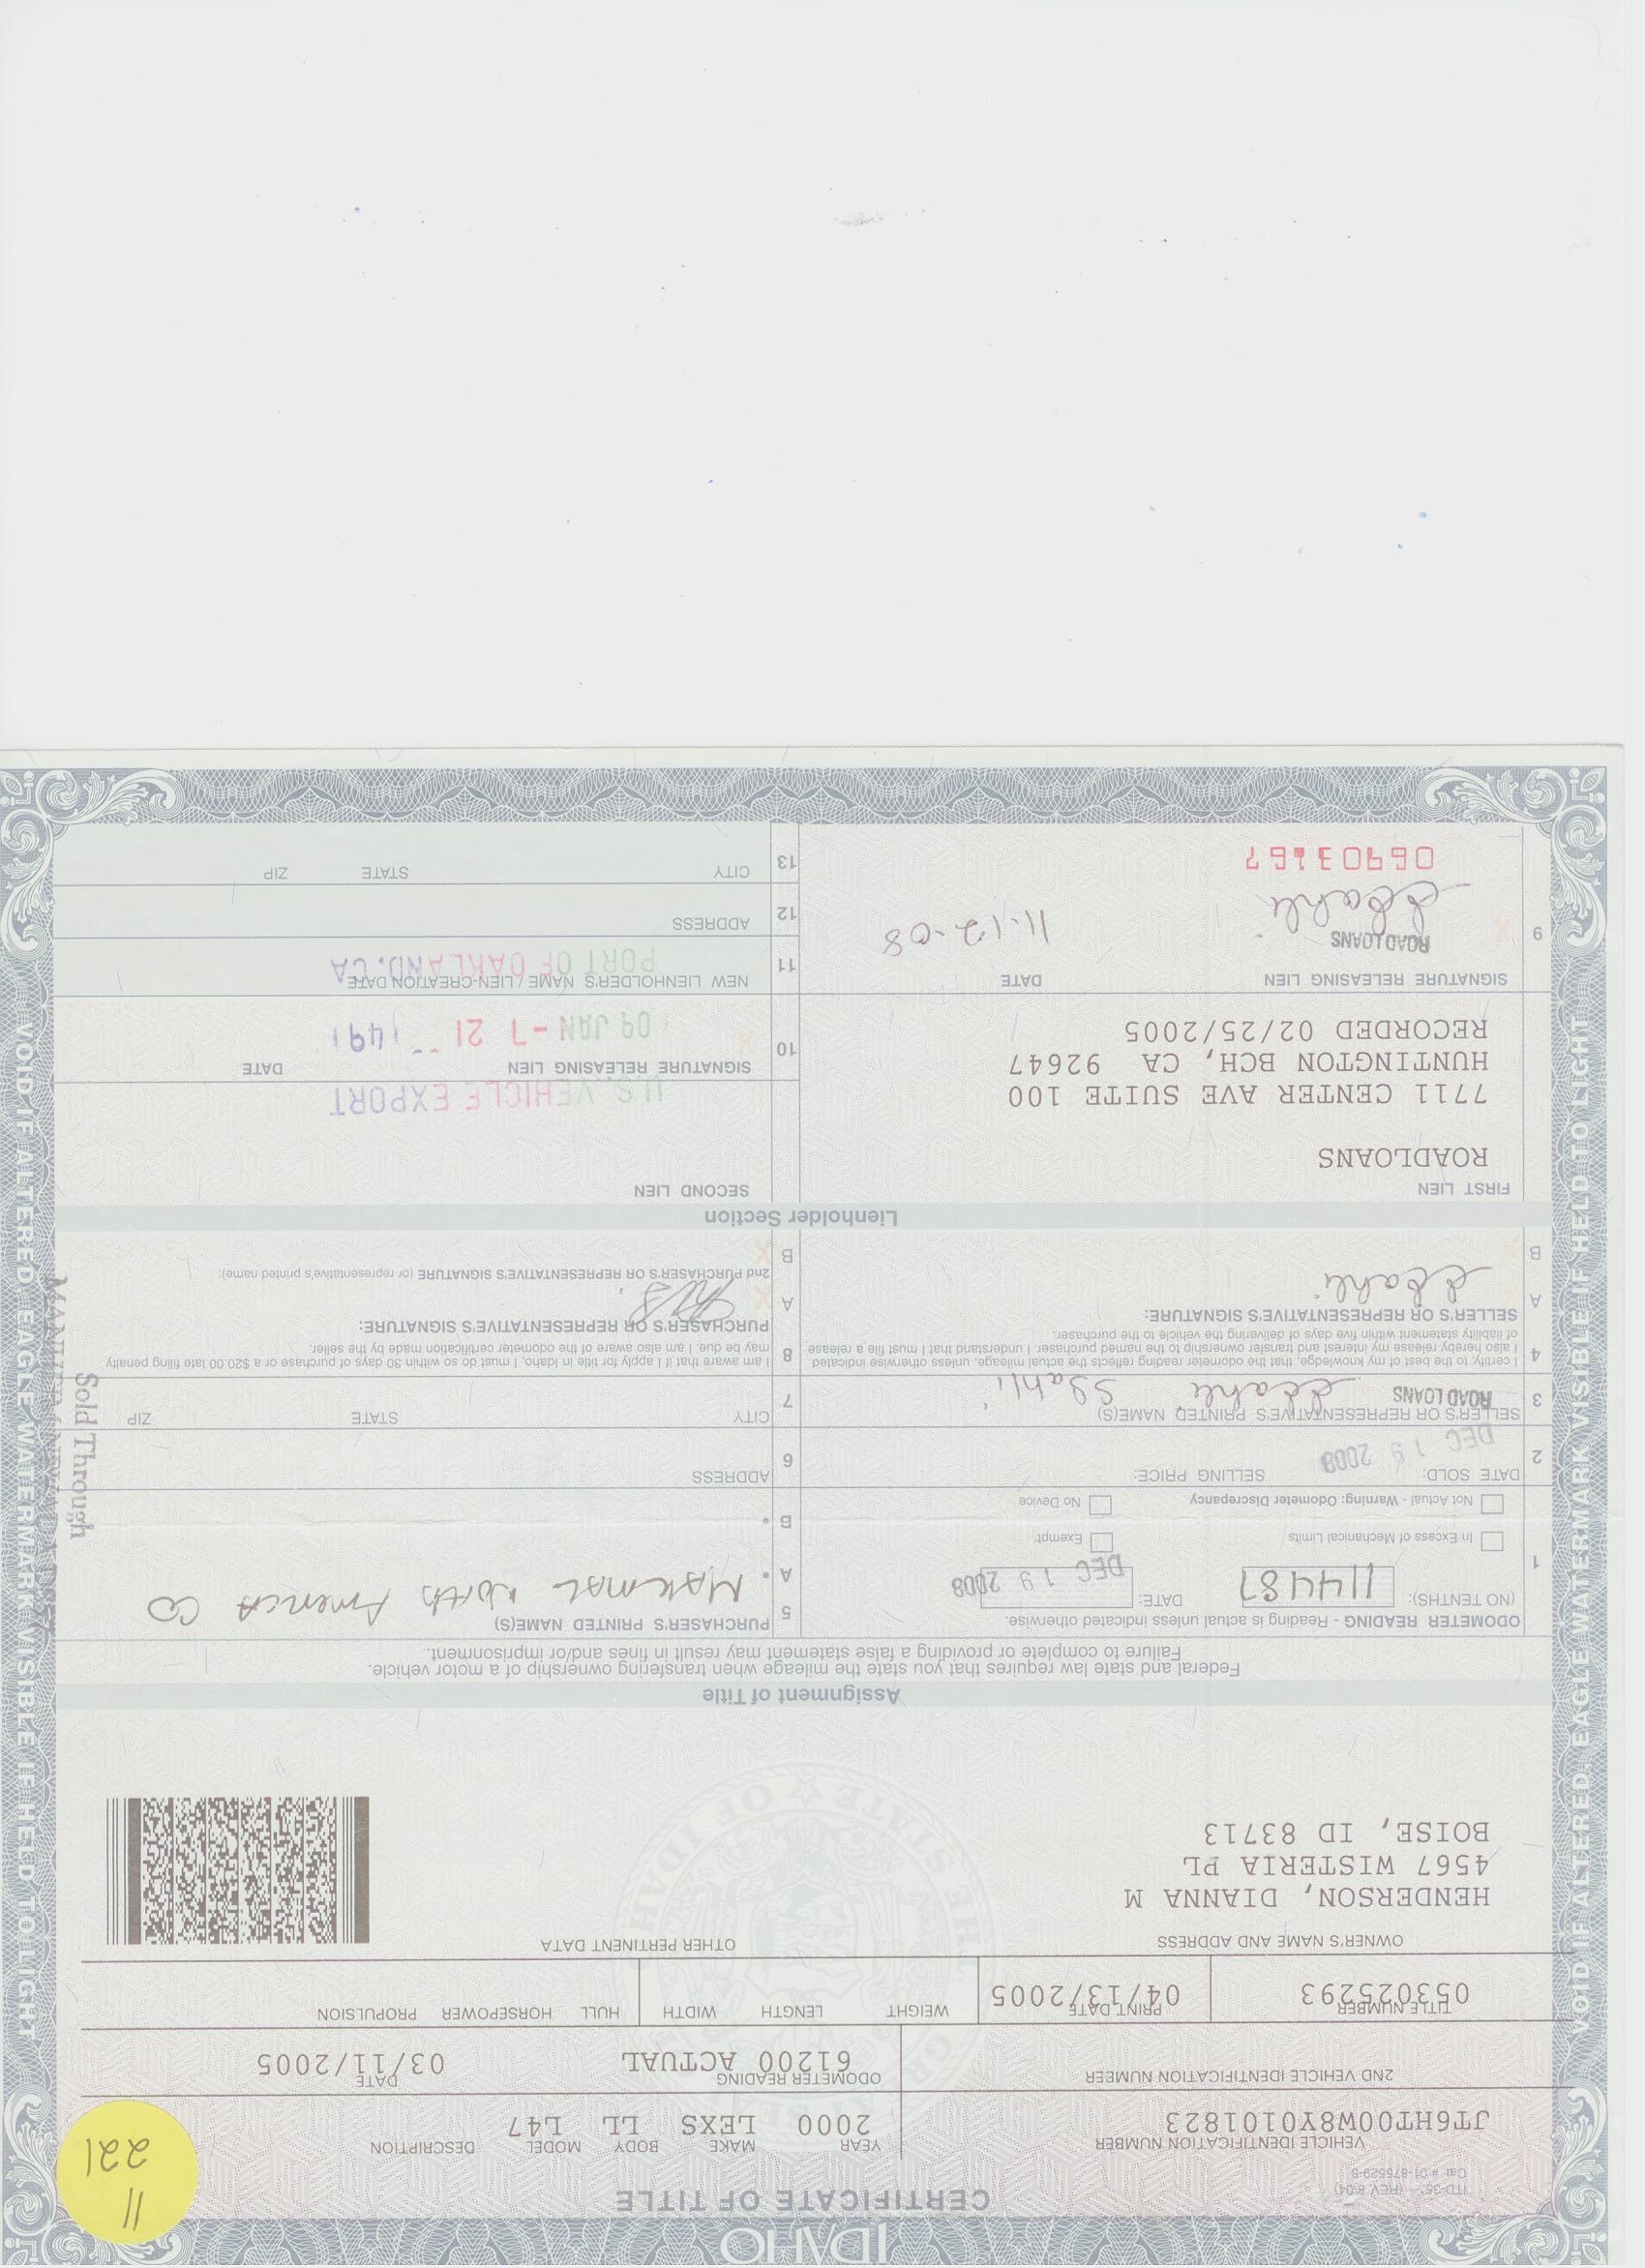 IDAHO
CERTIFICATE OF TITLE
ITD-35 (REV. 8-04)
Cat. # 01-875529-8
11
221
VEHICLE IDENTIFICATION NUMBER YEAR MAKE BODY MODEL DESCRIPTION
JT6HT00W8Y0101823 2000 LEXS LL L47
2ND VEHICLE IDENTIFICATION NUMBER ODOMETER READING DATE
61200 ACTUAL 03/11/2005
TITLE NUMBER PRINT DATE WEIGHT LENGTH WIDTH HULL HORSEPOWER PROPULSION
053025293 04/13/2005
OWNER'S NAME AND ADDRESS OTHER PERTINENT DATA
HENDERSON, DIANNA M
4567 WISTERIA PL
BOISE, ID 83713
THE STATE OF IDAHO
Assignment of Title
Federal and state law requires that you state the mileage when transfering ownership of a motor vehicle.
Failure to complete or providing a false statement may result in fines and/or imprisonment.
1 ODOMETER READING - Reading is actual unless indicated otherwise.
(NO TENTHS): 114487 DATE: DEC 19 2008
In Excess of Mechanical Limits Exempt
Not Actual - Warning: Odometer Discrepancy No Device
2 DATE SOLD: DEC 19 2008 SELLING PRICE:
3 SELLER'S OR REPRESENTATIVE'S PRINTED NAME(S)
ROADLOANS
4 I certify, to the best of my knowledge, that the odometer reading reflects the actual mileage, unless otherwise indicated
I also hereby release my interest and transfer ownership to the named purchaser. I understand that I must file a release
of liability statement within five days of delivering the vehicle to the purchaser.
SELLER'S OR REPRESENTATIVE'S SIGNATURE:
A X
B X
5 PURCHASER'S PRINTED NAME(S)
A Makmal North America CO
B
6 ADDRESS
7 CITY STATE ZIP
8 I am aware that if I apply for title in Idaho, I must do so within 30 days of purchase or a $20.00 late filing penalty
may be due. I am also aware of the odometer certification made by the seller.
PURCHASER'S OR REPRESENTATIVE'S SIGNATURE:
A X
2nd PURCHASER'S OR REPRESENTATIVE'S SIGNATURE (or representative's printed name):
B X
Sold Through
Lienholder Section
FIRST LIEN
ROADLOANS
7711 CENTER AVE SUITE 100
HUNTINGTON BCH, CA 92647
RECORDED 02/25/2005
9 SIGNATURE RELEASING LIEN DATE
X ROADLOANS 11-12-08
06903167
SECOND LIEN
U.S. VEHICLE EXPORT
10 SIGNATURE RELEASING LIEN DATE
X 09 JAN -7 21 1491
11 NEW LIENHOLDER'S NAME / LIEN-CREATION DATE
PORT OF OAKLAND.CA
12 ADDRESS
13 CITY STATE ZIP
VOID IF ALTERED. EAGLE WATERMARK VISIBLE IF HELD TO LIGHT
VOID IF ALTERED. EAGLE WATERMARK VISIBLE IF HELD TO LIGHT